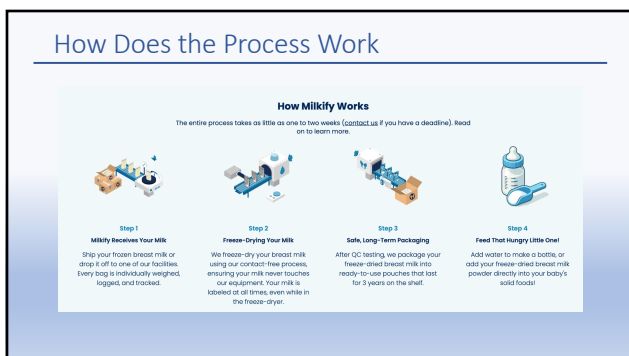 How Does the Process Work
How Milkify Works
The entire process takes as little as one to two weeks (contact us if you have a deadline). Read
on to learn more.
Step 1
Milkify Receives Your Milk
Ship your frozen breast milk or
drop it off to one of our facilities.
Every bag is individually weighed,
logged, and tracked.
Step 2
Freeze-Drying Your Milk
We freeze-dry your breast milk
using our contact-free process,
ensuring your milk never touches
our equipment. Your milk is
labeled at all times, even while in
the freeze-dryer.
Step 3
Safe, Long-Term Packaging
After QC testing, we package your
freeze-dried breast milk into
ready-to-use pouches that last
for 3 years on the shelf.
Step 4
Feed That Hungry Little One!
Add water to make a bottle, or
add your freeze-dried breast milk
powder directly into your baby's
solid foods!